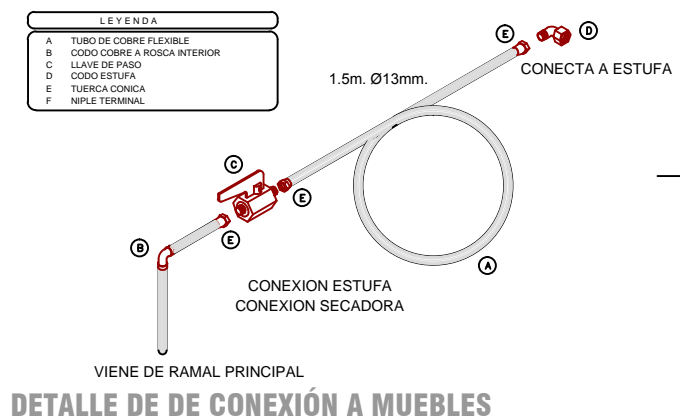 LEYENDA
A TUBO DE COBRE FLEXIBLE
B CODO COBRE A ROSCA INTERIOR
C LLAVE DE PASO
D CODO ESTUFA
E TUERCA CONICA
F NIPLE TERMINAL
E
D
CONECTA A ESTUFA
1.5m. Ø13mm.
C
E
E
B
A
CONEXION ESTUFA
CONEXION SECADORA
VIENE DE RAMAL PRINCIPAL
DETALLE DE DE CONEXIÓN A MUEBLES